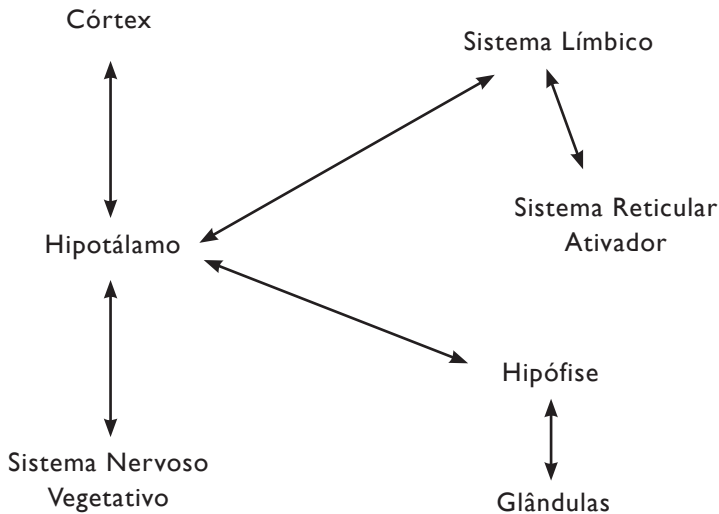 Córtex
Sistema Límbico
Sistema Reticular
Ativador
Hipotálamo
Hipófise
Sistema Nervoso
Vegetativo
Glândulas